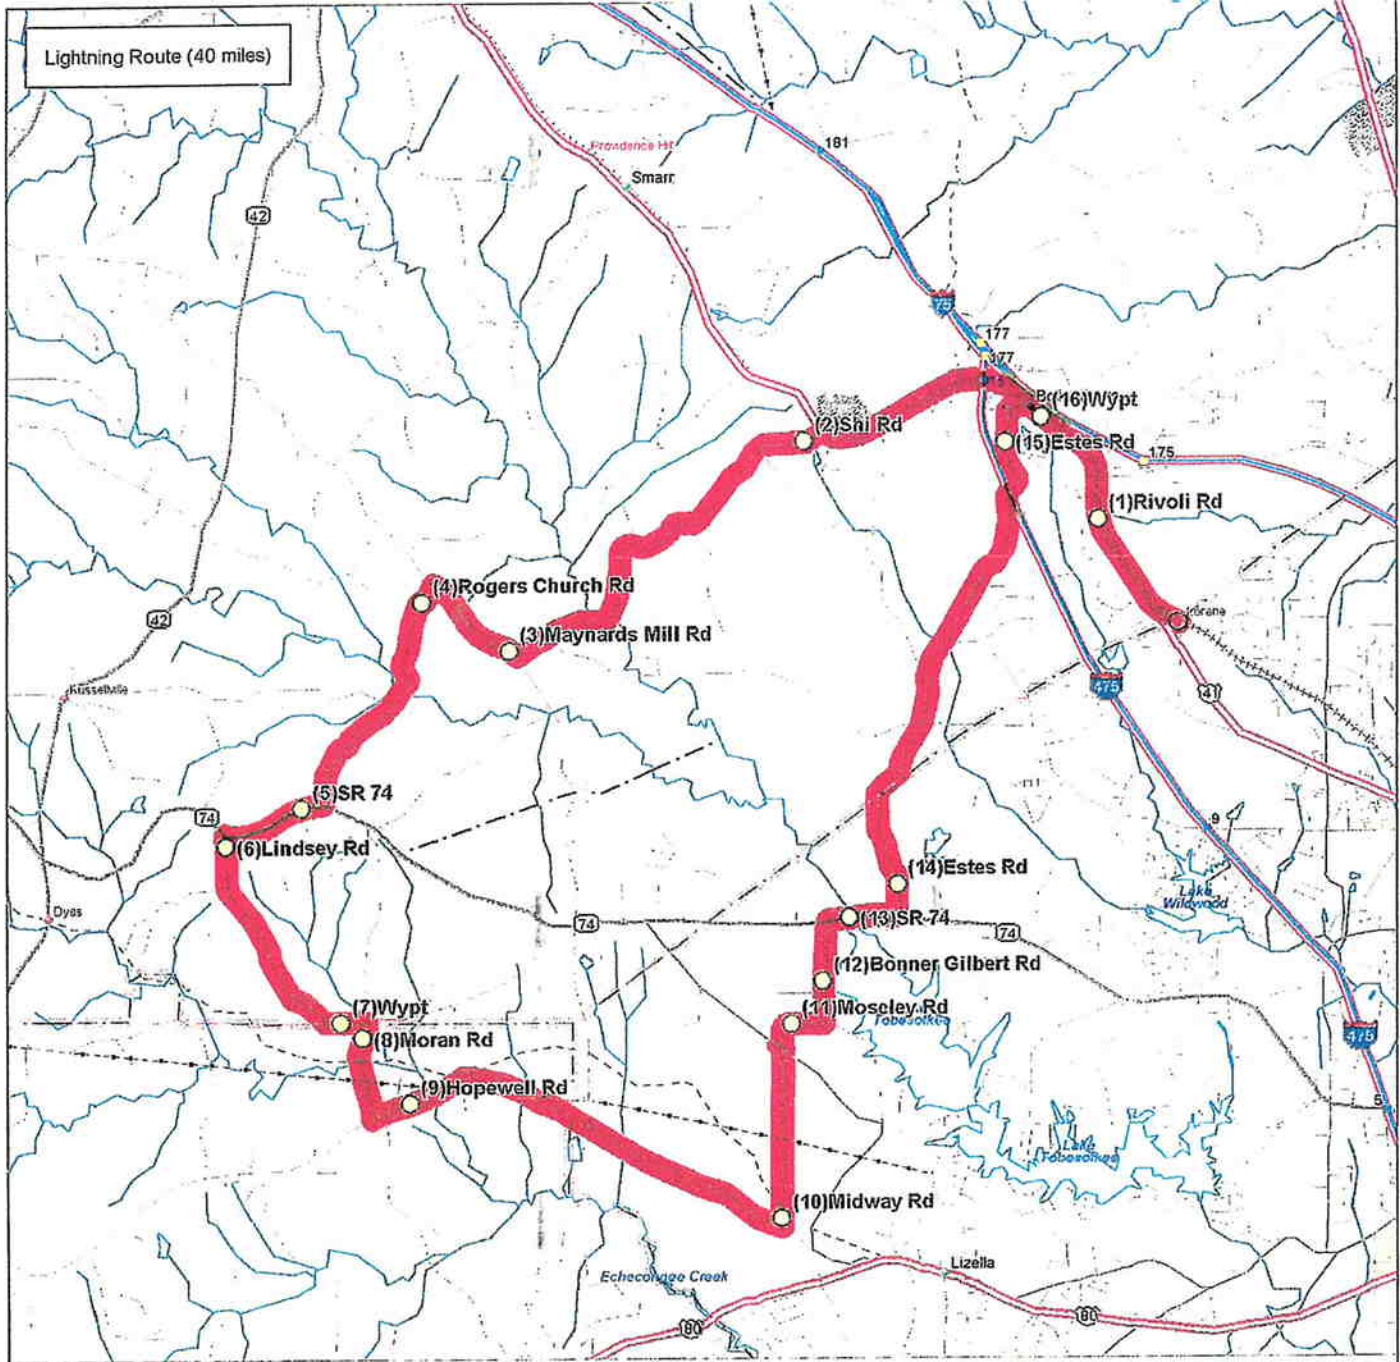 Lightning Route (40 miles)
181
Providence Hill
Smarr
42
75
177
177
(16)Wypt
(2)Shi Rd
(15)Estes Rd
175
(1)Rivoli Rd
(4)Rogers Church Rd
42
(3)Maynards Mill Rd
475
41
(5)SR 74
74
(6)Lindsey Rd
9
(14)Estes Rd
Lake
Wildwood
Dyas
74
(13)SR 74
74
(12)Bonner Gilbert Rd
(7)Wypt
(11)Moseley Rd
Tobesofkee
(8)Moran Rd
475
(9)Hopewell Rd
5
Lake
Tobesofkee
(10)Midway Rd
Lizella
Echeconnee Creek
80
80